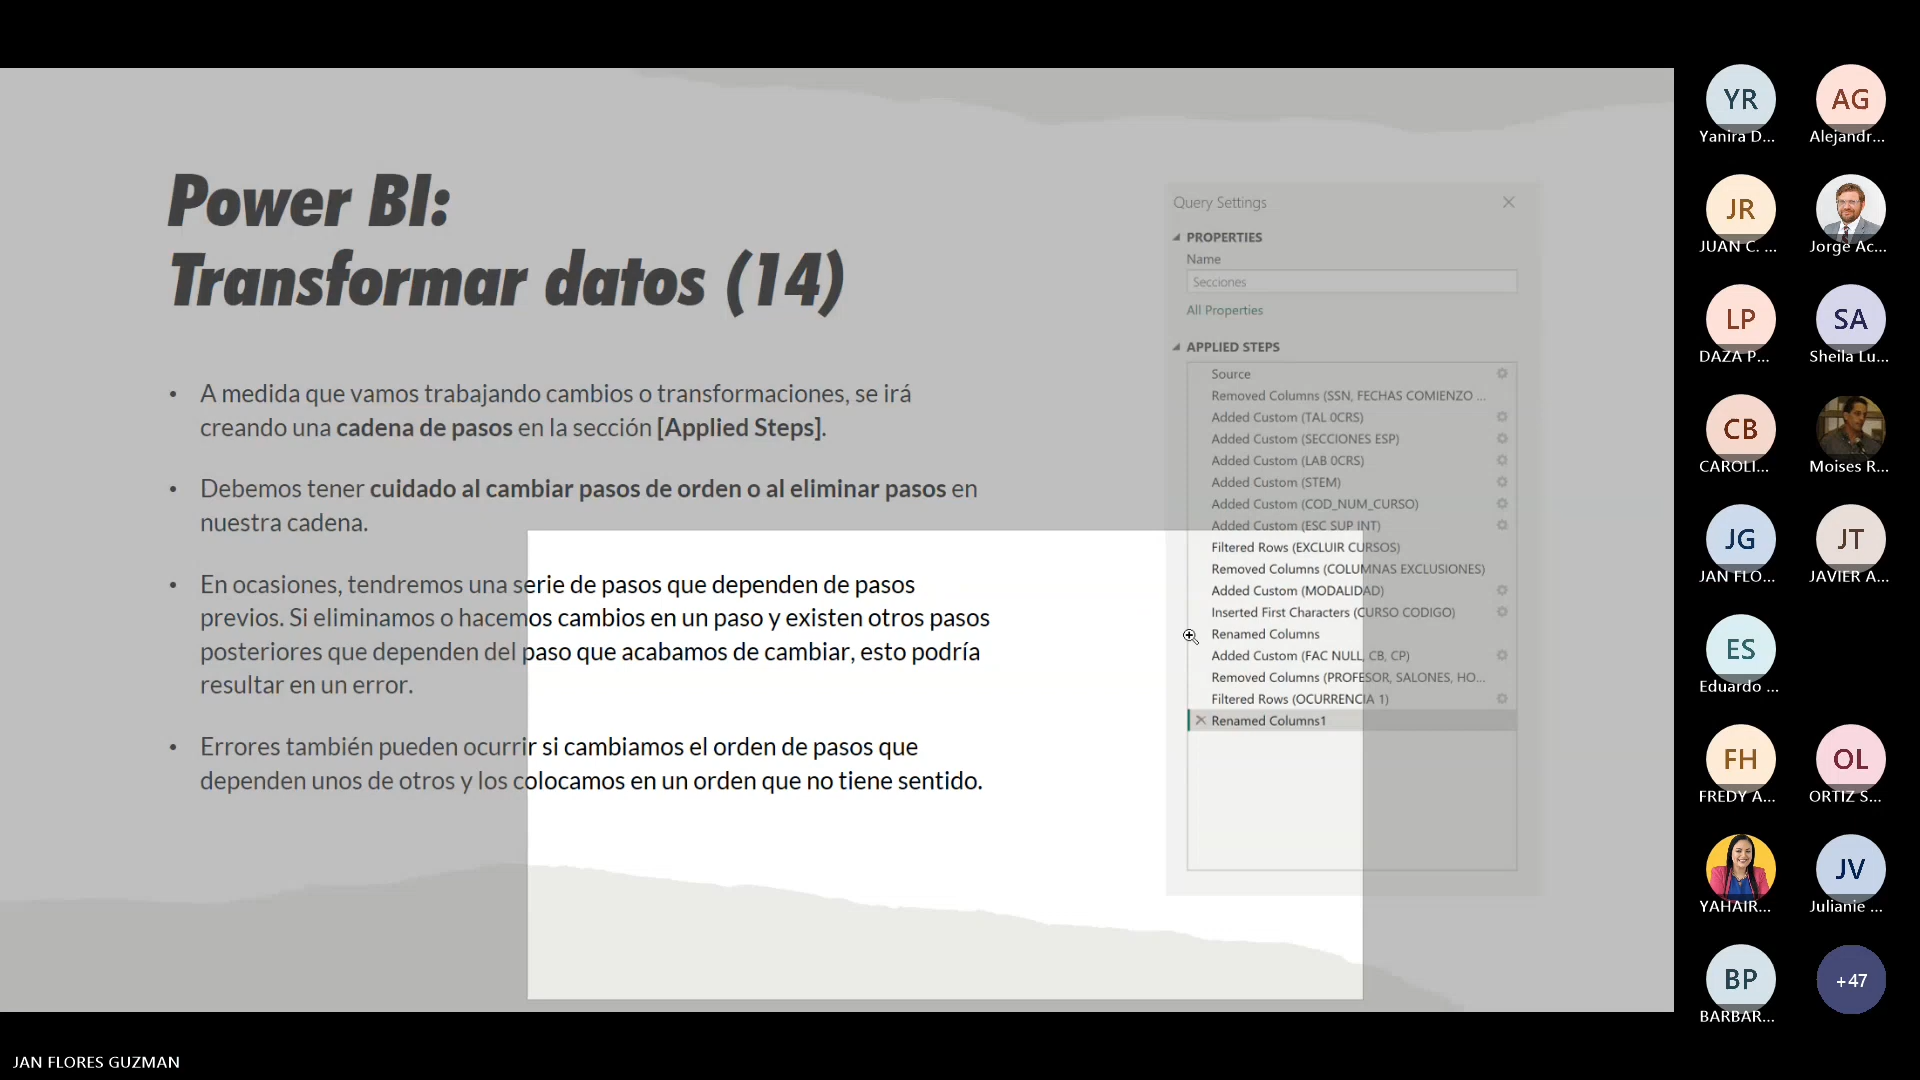 Power BI:
Transformar datos (14)
• A medida que vamos trabajando cambios o transformaciones, se irá
creando una cadena de pasos en la sección [Applied Steps].
• Debemos tener cuidado al cambiar pasos de orden o al eliminar pasos en
nuestra cadena.
• En ocasiones, tendremos una serie de pasos que dependen de pasos
previos. Si eliminamos o hacemos cambios en un paso y existen otros pasos
posteriores que dependen del paso que acabamos de cambiar, esto podría
resultar en un error.
• Errores también pueden ocurrir si cambiamos el orden de pasos que
dependen unos de otros y los colocamos en un orden que no tiene sentido.
Query Settings
PROPERTIES
Name
Secciones
All Properties
APPLIED STEPS
Source
Removed Columns (SSN, FECHAS COMIENZO ...
Added Custom (TAL 0CRS)
Added Custom (SECCIONES ESP)
Added Custom (LAB 0CRS)
Added Custom (STEM)
Added Custom (COD_NUM_CURSO)
Added Custom (ESC SUP INT)
Filtered Rows (EXCLUIR CURSOS)
Removed Columns (COLUMNAS EXCLUSIONES)
Added Custom (MODALIDAD)
Inserted First Characters (CURSO CODIGO)
Renamed Columns
Added Custom (FAC NULL, CB, CP)
Removed Columns (PROFESOR, SALONES, HO...
Filtered Rows (OCURRENCIA 1)
Renamed Columns1
YR
Yanira D...
AG
Alejandr...
JR
JUAN C. ...
Jorge Ac...
LP
DAZA P...
SA
Sheila Lu...
CB
CAROLI...
Moises R...
JG
JAN FLO...
JT
JAVIER A...
ES
Eduardo ...
FH
FREDY A...
OL
ORTIZ S...
YAHAIR...
JV
Julianie ...
BP
BARBAR...
+47
JAN FLORES GUZMAN